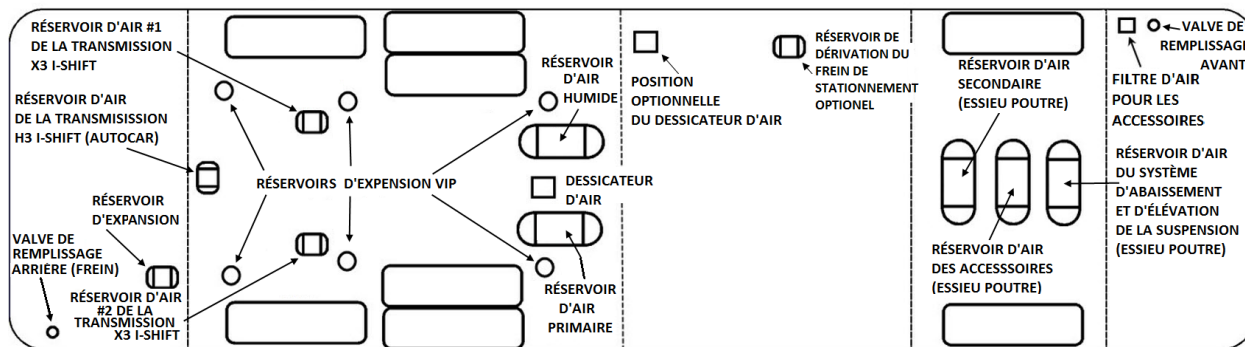 RÉSERVOIR D'AIR #1
DE LA TRANSMISSION
X3 I-SHIFT
RÉSERVOIR D'AIR
DE LA TRANSMISISSION
H3 I-SHIFT (AUTOCAR)
RÉSERVOIR
D'EXPANSION
VALVE DE
REMPLISSAGE
ARRIÈRE (FREIN)
RÉSERVOIR D'AIR
#2 DE LA
TRANSMISSION
X3 I-SHIFT
RÉSERVOIRS D'EXPENSION VIP
RÉSERVOIR
D'AIR
HUMIDE
DESSICATEUR
D'AIR
RÉSERVOIR
D'AIR
PRIMAIRE
POSITION
OPTIONNELLE
DU DESSICATEUR D'AIR
RÉSERVOIR DE
DÉRIVATION DU
FREIN DE
STATIONNEMENT
OPTIONEL
RÉSERVOIR D'AIR
SECONDAIRE
(ESSIEU POUTRE)
RÉSERVOIR D'AIR
DES ACCESSSOIRES
(ESSIEU POUTRE)
VALVE DE
REMPLISSAGE
AVANT
FILTRE D'AIR
POUR LES
ACCESSOIRES
RÉSERVOIR D'AIR
DU SYSTÈME
D'ABAISSEMENT
ET D'ÉLÉVATION
DE LA SUSPENSION
(ESSIEU POUTRE)